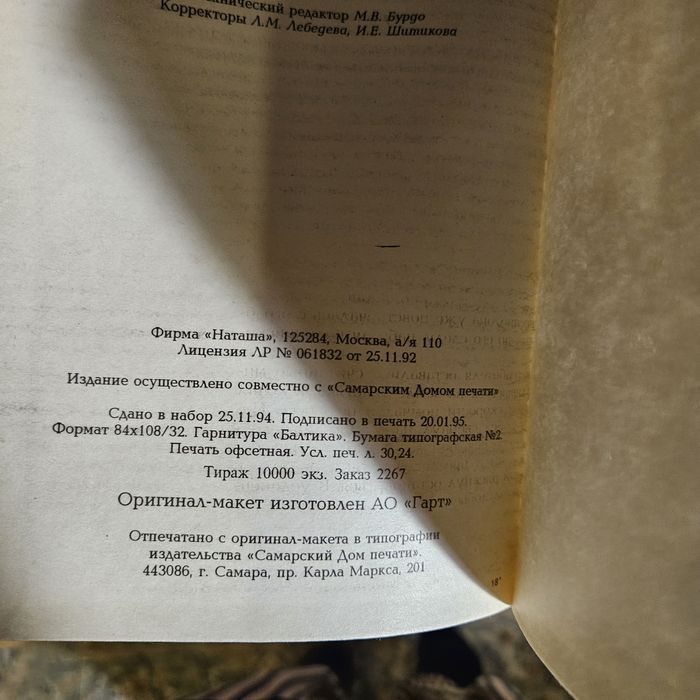 Технический редактор М.В. Бурдо
Корректоры Л.М. Лебедева, И.Е. Шитикова
Фирма «Наташа», 125284, Москва, а/я 110
Лицензия ЛР № 061832 от 25.11.92
Издание осуществлено совместно с «Самарским Домом печати»
Сдано в набор 25.11.94. Подписано в печать 20.01.95.
Формат 84x108/32. Гарнитура «Балтика». Бумага типографская №2.
Печать офсетная. Усл. печ. л. 30,24.
Тираж 10000 экз. Заказ 2267
Оригинал-макет изготовлен АО «Гарт»
Отпечатано с оригинал-макета в типографии
издательства «Самарский Дом печати».
443086, г. Самара, пр. Карла Маркса, 201
18*